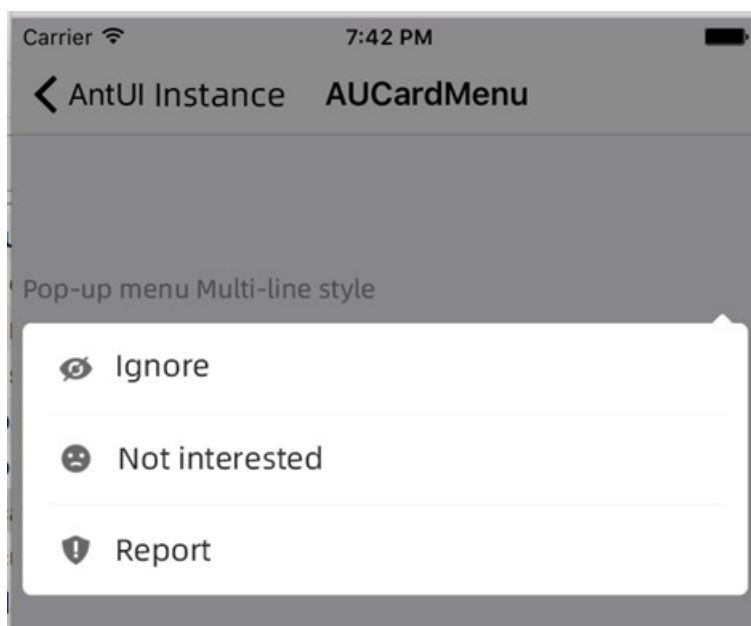 Carrier 7:42 PM
AntUI Instance AUCardMenu
Pop-up menu Multi-line style
Ignore
Not interested
Report